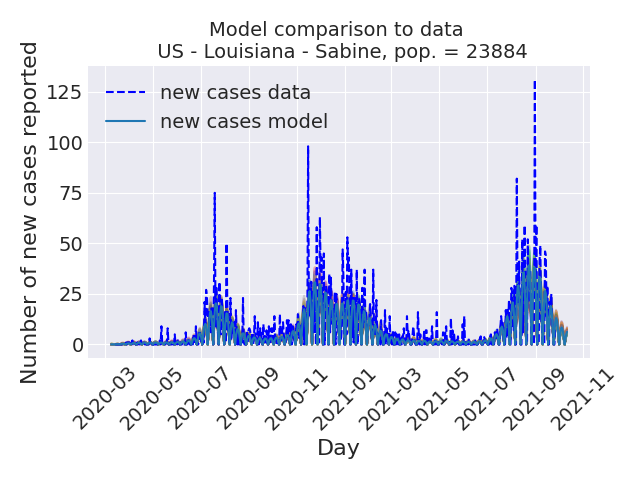 Model comparison to data
US - Louisiana - Sabine, pop. = 23884
new cases data
new cases model
Number of new cases reported
125
100
75
50
25
0
2020-03
2020-05
2020-07
2020-09
2020-11
2021-01
2021-03
2021-05
2021-07
2021-09
2021-11
Day